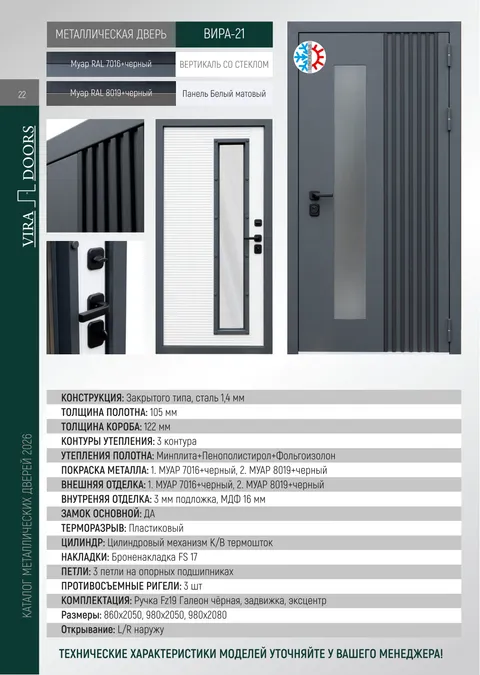 МЕТАЛЛИЧЕСКАЯ ДВЕРЬ ВИРА-21
Муар RAL 7016+черный ВЕРТИКАЛЬ СО СТЕКЛОМ
Муар RAL 8019+черный Панель Белый матовый
22
VIRA DOORS
КАТАЛОГ МЕТАЛЛИЧЕСКИХ ДВЕРЕЙ 2026
КОНСТРУКЦИЯ: Закрытого типа, сталь 1,4 мм
ТОЛЩИНА ПОЛОТНА: 105 мм
ТОЛЩИНА КОРОБА: 122 мм
КОНТУРЫ УТЕПЛЕНИЯ: 3 контура
УТЕПЛЕНИЯ ПОЛОТНА: Минплита+Пенополистирол+Фольгоизолон
ПОКРАСКА МЕТАЛЛА: 1. МУАР 7016+черный, 2. МУАР 8019+черный
ВНЕШНЯЯ ОТДЕЛКА: 1. МУАР 7016+черный, 2. МУАР 8019+черный
ВНУТРЕНЯЯ ОТДЕЛКА: 3 мм подложка, МДФ 16 мм
ЗАМОК ОСНОВНОЙ: ДА
ТЕРМОРАЗРЫВ: Пластиковый
ЦИЛИНДР: Цилиндровый механизм К/В термошток
НАКЛАДКИ: Броненакладка FS 17
ПЕТЛИ: 3 петли на опорных подшипниках
ПРОТИВОСЪЕМНЫЕ РИГЕЛИ: 3 шт
КОМПЛЕКТАЦИЯ: Ручка Fz19 Галеон чёрная, задвижка, эксцентр
Размеры: 860х2050, 980х2050, 980х2080
Открывание: L/R наружу
ТЕХНИЧЕСКИЕ ХАРАКТЕРИСТИКИ МОДЕЛЕЙ УТОЧНЯЙТЕ У ВАШЕГО МЕНЕДЖЕРА!